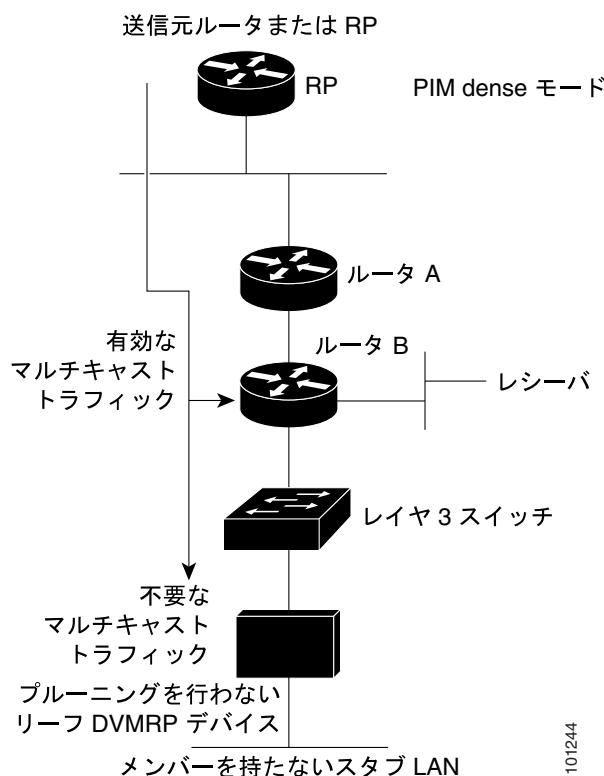 送信元ルータまたは RP
RP
PIM dense モード
ルータ A
有効な
マルチキャスト
トラフィック
ルータ B
レシーバ
レイヤ 3 スイッチ
不要な
マルチキャスト
トラフィック
プルーニングを行わない
リーフ DVMRP デバイス
メンバーを持たないスタブ LAN
101244